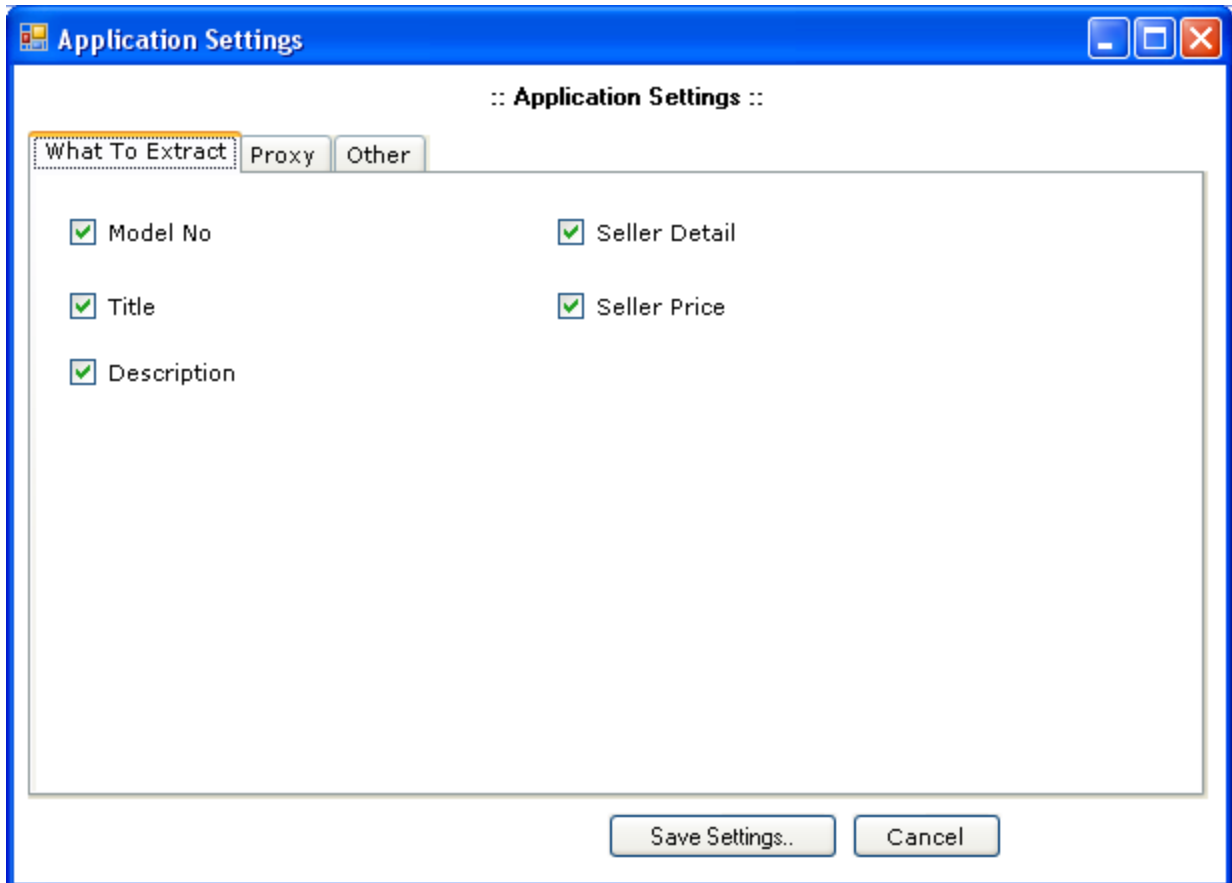 Application Settings
:: Application Settings ::
What To Extract Proxy Other
Model No Seller Detail
Title Seller Price
Description
Save Settings.. Cancel